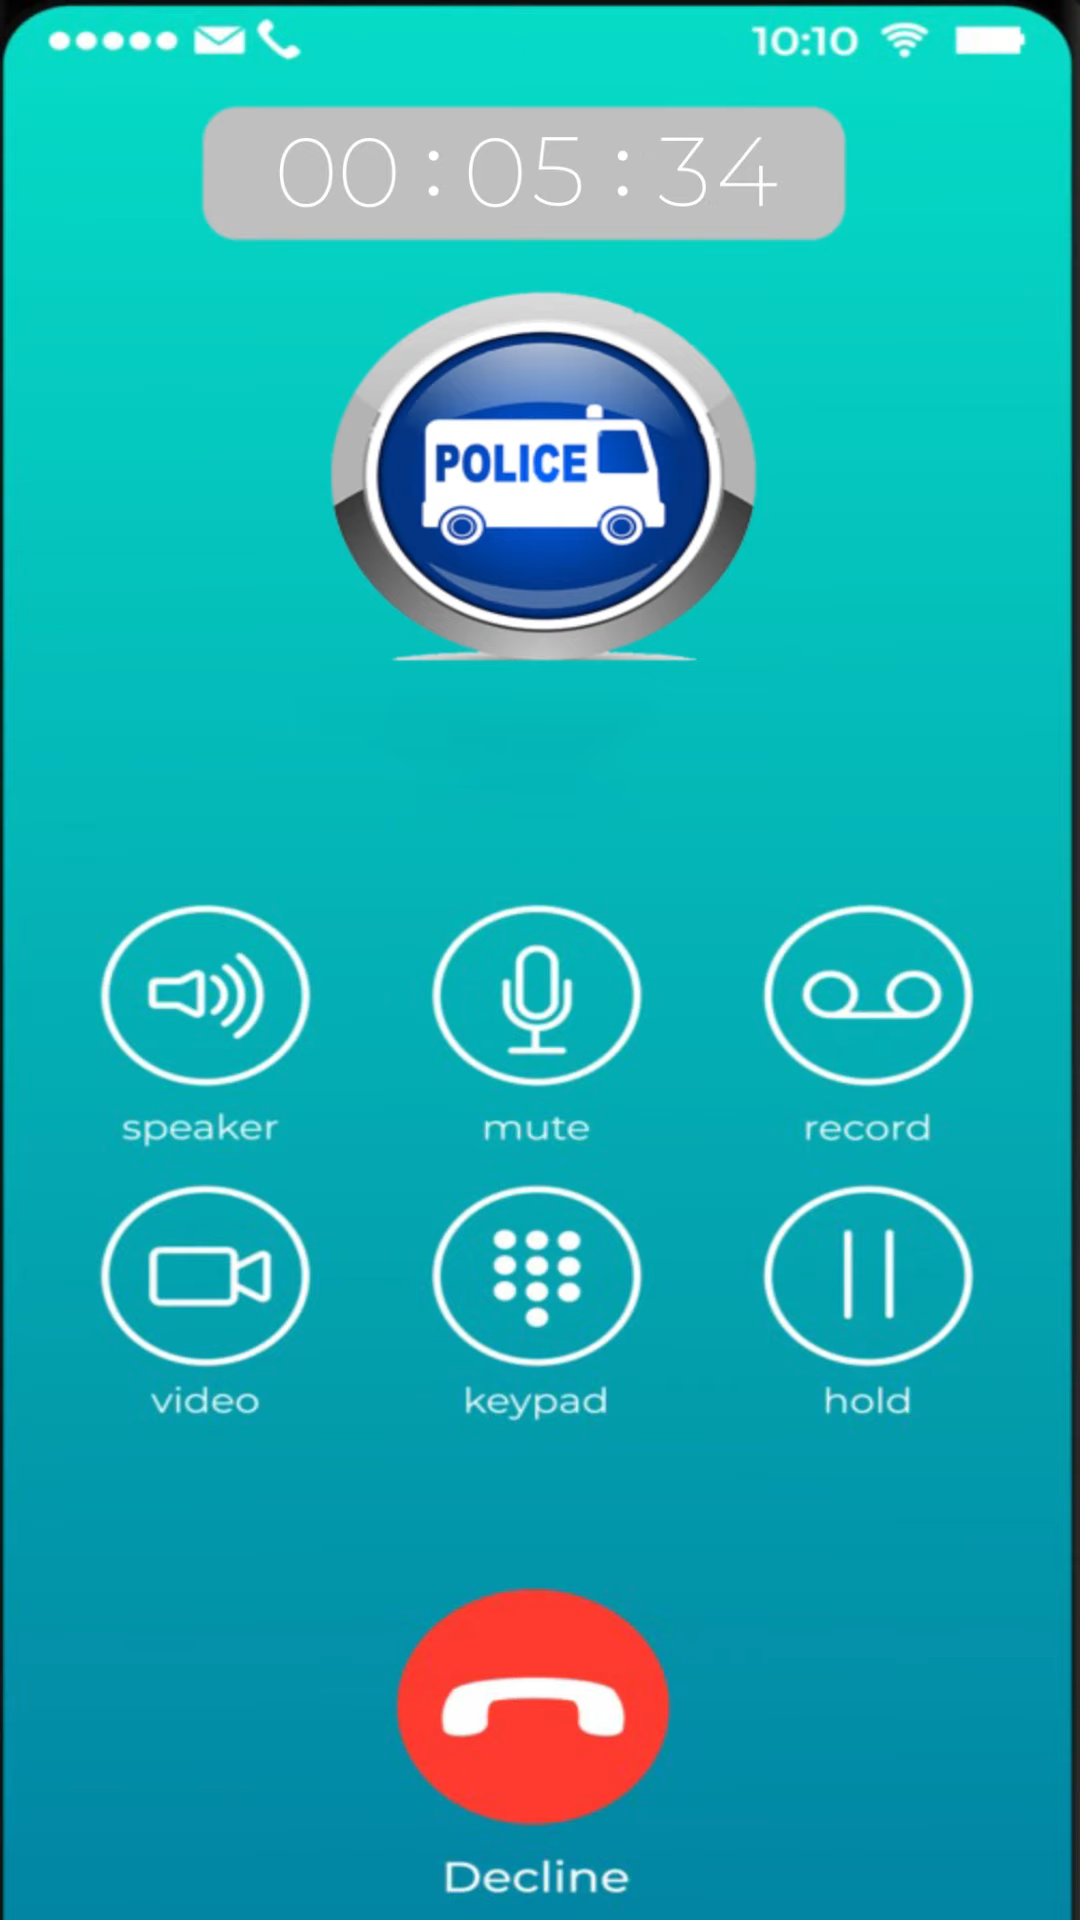 10:10
00 : 05 : 34
POLICE
speaker mute record
video keypad hold
Decline